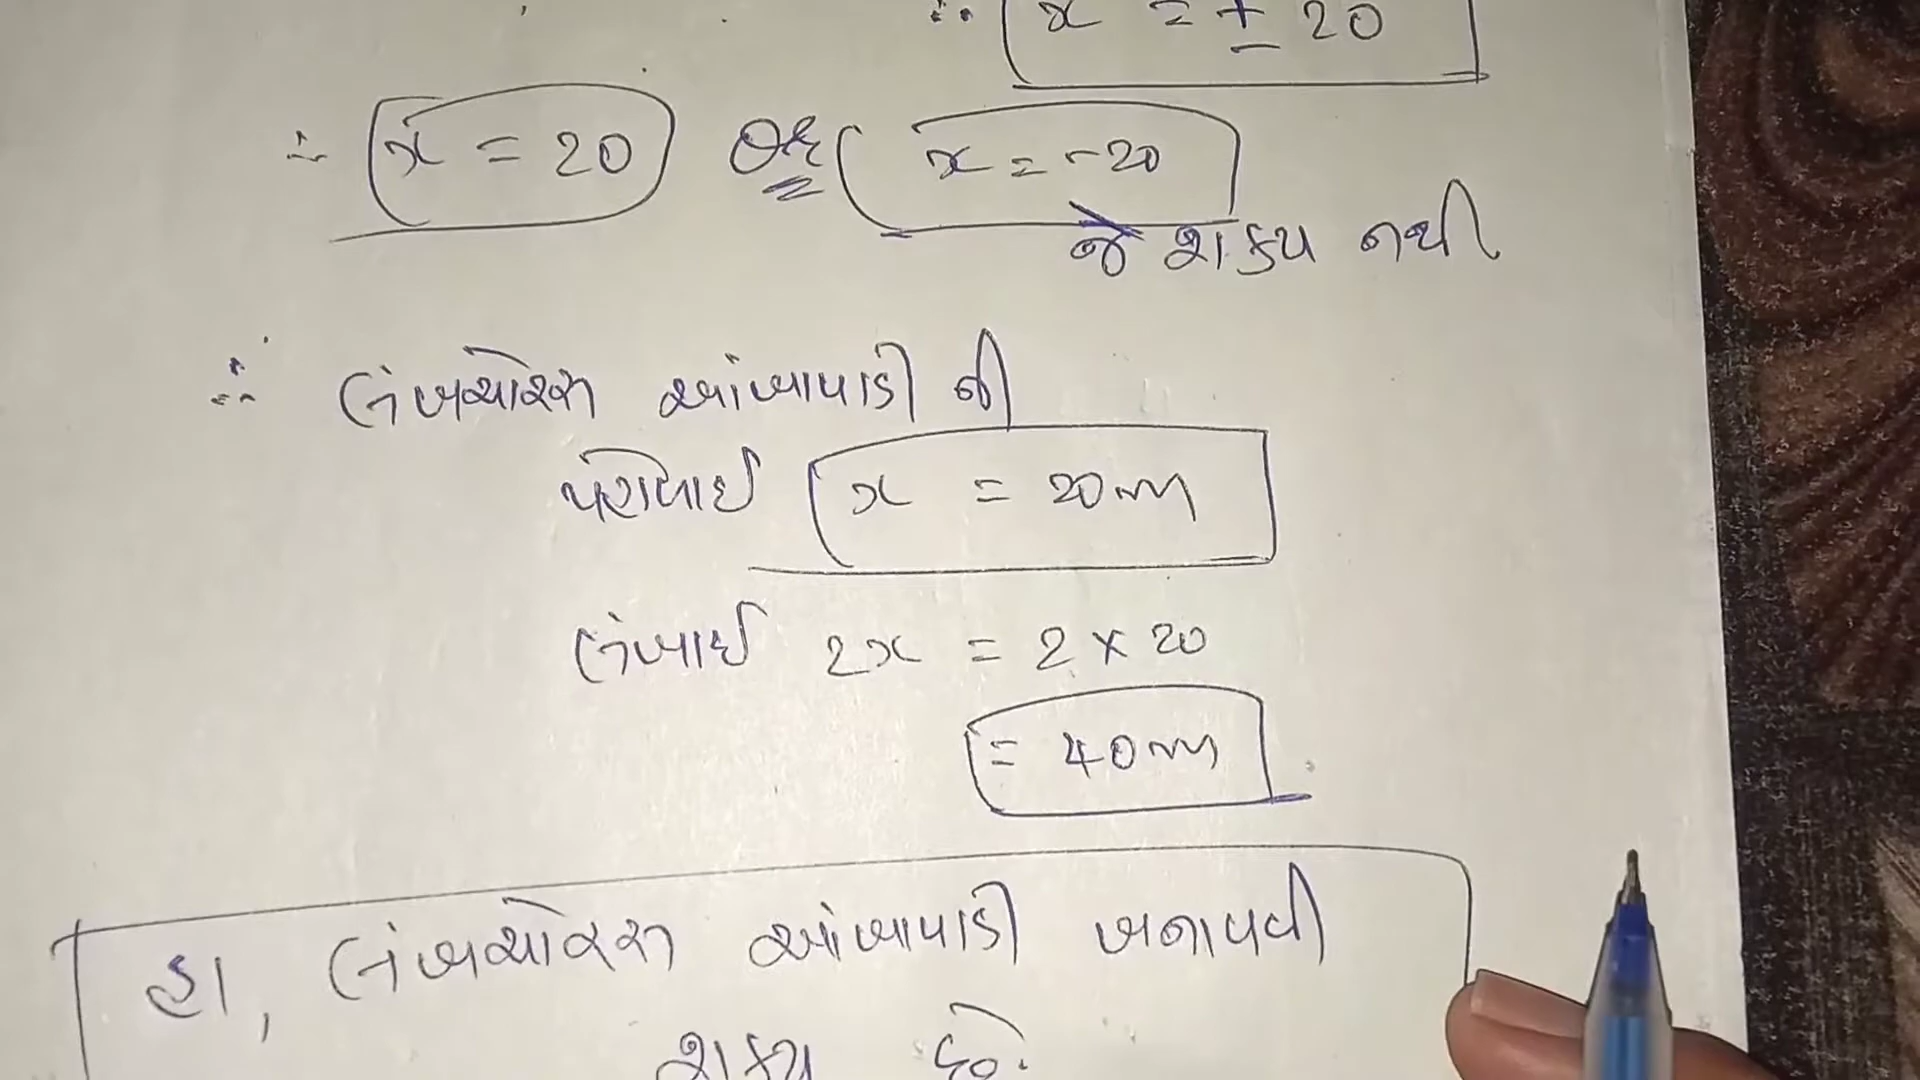 ∴ x = ± 20
∴ x = 20 OR x = -20
જે શક્ય નથી
∴ લંબચોરસ આંબાવાડી ની
પહોળાઈ x = 20m
લંબાઈ 2x = 2 × 20
= 40m
હા, લંબચોરસ આંબાવાડી બનાવવી
શક્ય છે.